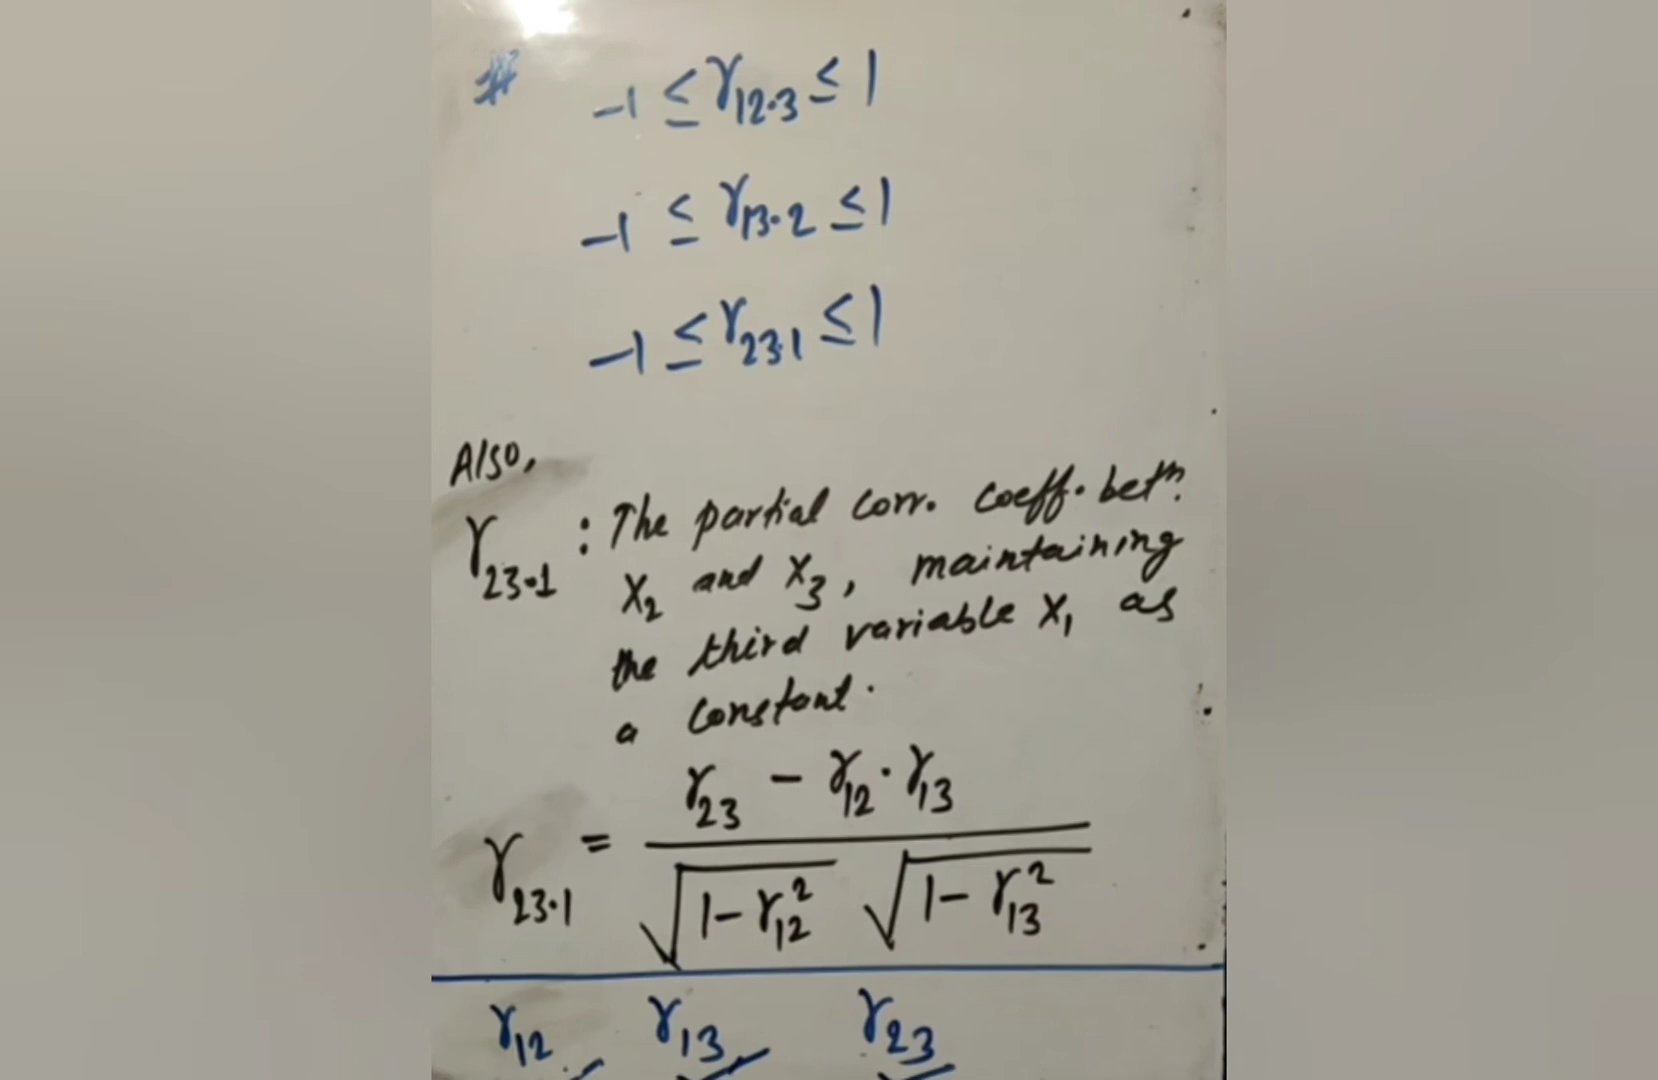 # -1 ≤ r12.3 ≤ 1
-1 ≤ r13.2 ≤ 1
-1 ≤ r23.1 ≤ 1
Also,
r23.1 : The partial corr. coeff. betn.
X2 and X3, maintaining
the third variable X1 as
a constant.
r23.1 = (r23 - r12 . r13) / (√(1 - r12²) √(1 - r13²))
r12 r13 r23